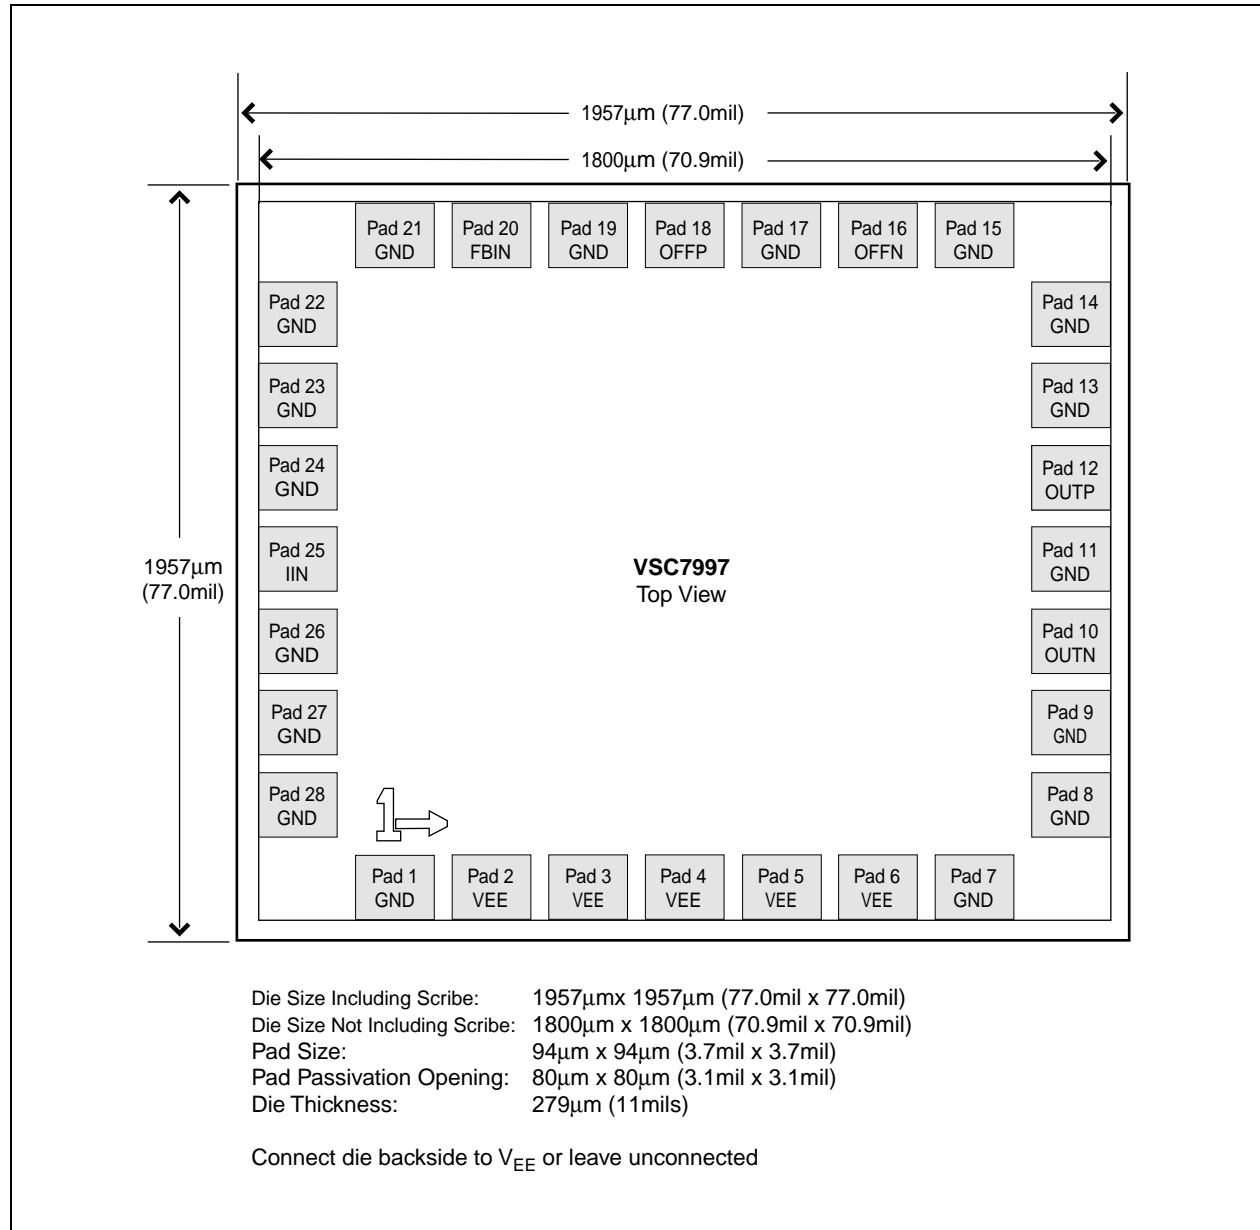 1957μm (77.0mil)
1800μm (70.9mil)
Pad 21
GND
Pad 20
FBIN
Pad 19
GND
Pad 18
OFFP
Pad 17
GND
Pad 16
OFFN
Pad 15
GND
Pad 22
GND
Pad 14
GND
Pad 23
GND
Pad 13
GND
Pad 24
GND
Pad 12
OUTP
1957μm
(77.0mil)
Pad 25
IIN
VSC7997
Top View
Pad 11
GND
Pad 26
GND
Pad 10
OUTN
Pad 27
GND
Pad 9
GND
Pad 28
GND
1
Pad 8
GND
Pad 1
GND
Pad 2
VEE
Pad 3
VEE
Pad 4
VEE
Pad 5
VEE
Pad 6
VEE
Pad 7
GND
Die Size Including Scribe: 1957μmx 1957μm (77.0mil x 77.0mil)
Die Size Not Including Scribe: 1800μm x 1800μm (70.9mil x 70.9mil)
Pad Size: 94μm x 94μm (3.7mil x 3.7mil)
Pad Passivation Opening: 80μm x 80μm (3.1mil x 3.1mil)
Die Thickness: 279μm (11mils)
Connect die backside to VEE or leave unconnected